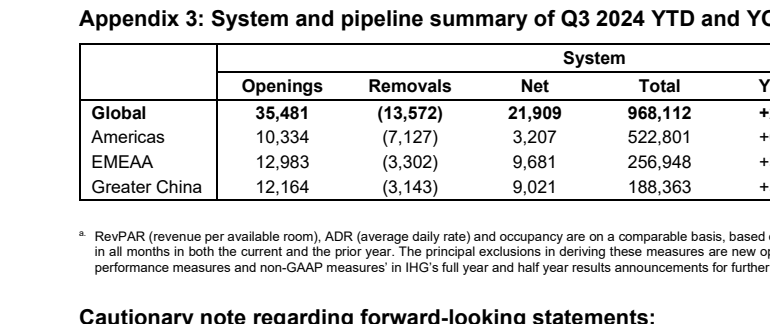 Appendix 3: System and pipeline summary of Q3 2024 YTD and
System
Openings Removals Net Total
Global 35,481 (13,572) 21,909 968,112 +
Americas 10,334 (7,127) 3,207 522,801 +
EMEAA 12,983 (3,302) 9,681 256,948 +
Greater China 12,164 (3,143) 9,021 188,363 +
a. RevPAR (revenue per available room), ADR (average daily rate) and occupancy are on a comparable basis, based
in all months in both the current and the prior year. The principal exclusions in deriving these measures are new
performance measures and non-GAAP measures' in IHG's full year and half year results announcements for further
Cautionary note regarding forward-looking statements: